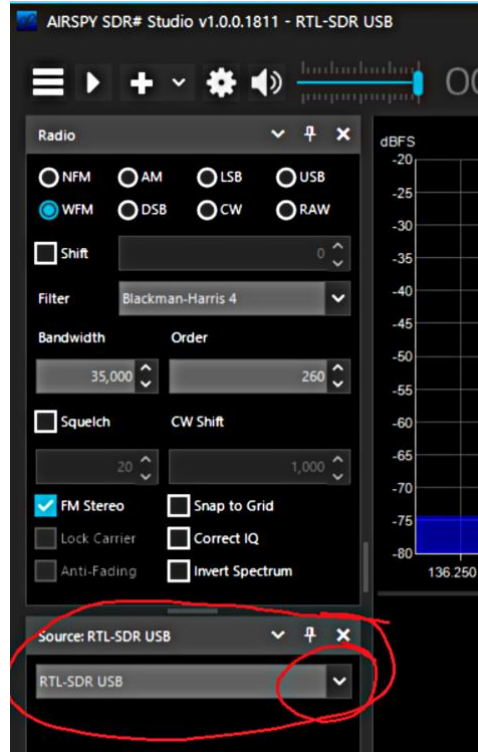 AIRSPY SDR# Studio v1.0.0.1811 - RTL-SDR USB
Radio
NFM AM LSB USB
WFM DSB CW RAW
Shift 0
Filter Blackman-Harris 4
Bandwidth Order
35,000 260
Squelch CW Shift
20 1,000
FM Stereo Snap to Grid
Lock Carrier Correct IQ
Anti-Fading Invert Spectrum
Source: RTL-SDR USB
RTL-SDR USB
dBFS
-20
-25
-30
-35
-40
-45
-50
-55
-60
-65
-70
-75
-80
136.250